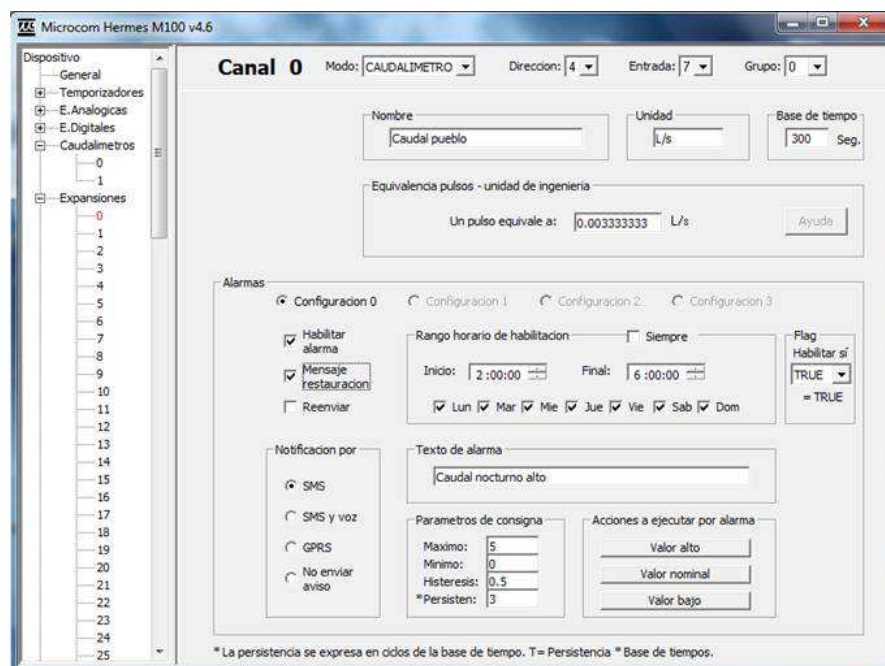 Microcom Hermes M100 v4.6
Dispositivo
General
Temporizadores
E.Analogicas
E.Digitales
Caudalimetros
0
1
Expansiones
0
1
2
3
4
5
6
7
8
9
10
11
12
13
14
15
16
17
18
19
20
21
22
23
24
25
Canal 0 Modo: CAUDALIMETRO Direccion: 4 Entrada: 7 Grupo: 0
Nombre Unidad Base de tiempo
Caudal pueblo L/s 300 Seg.
Equivalencia pulsos - unidad de ingenieria
Un pulso equivale a: 0.003333333 L/s Ayuda
Alarmas
Configuracion 0 Configuracion 1 Configuracion 2 Configuracion 3
Habilitar
alarma
Mensaje
restauracion
Reenviar
Rango horario de habilitacion Siempre
Inicio: 2:00:00 Final: 6:00:00
Lun Mar Mie Jue Vie Sab Dom
Flag
Habilitar sí
TRUE
= TRUE
Notificacion por
SMS
SMS y voz
GPRS
No enviar
aviso
Texto de alarma
Caudal nocturno alto
Parametros de consigna
Maximo: 5
Minimo: 0
Histeresis: 0.5
*Persisten: 3
Acciones a ejecutar por alarma
Valor alto
Valor nominal
Valor bajo
* La persistencia se expresa en ciclos de la base de tiempo. T= Persistencia * Base de tiempos.